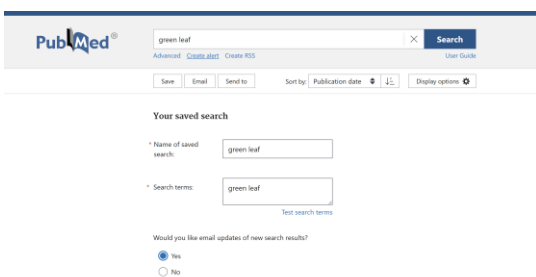 PubMed®
green leaf
Search
Advanced Create alert Create RSS
User Guide
Save Email Send to
Sort by: Publication date
Display options
Your saved search
* Name of saved
search:
green leaf
* Search terms:
green leaf
Test search terms
Would you like email updates of new search results?
Yes
No